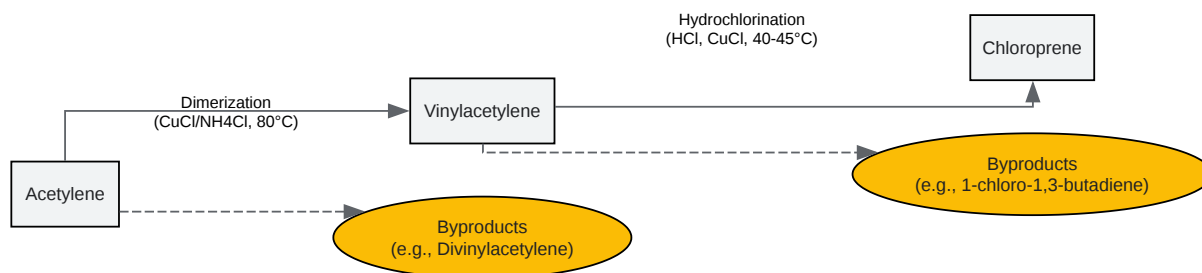 Hydrochlorination
(HCl, CuCl, 40-45°C)
Chloroprene
Dimerization
(CuCl/NH4Cl, 80°C)
Vinylacetylene
Byproducts
(e.g., 1-chloro-1,3-butadiene)
Acetylene
Byproducts
(e.g., Divinylacetylene)